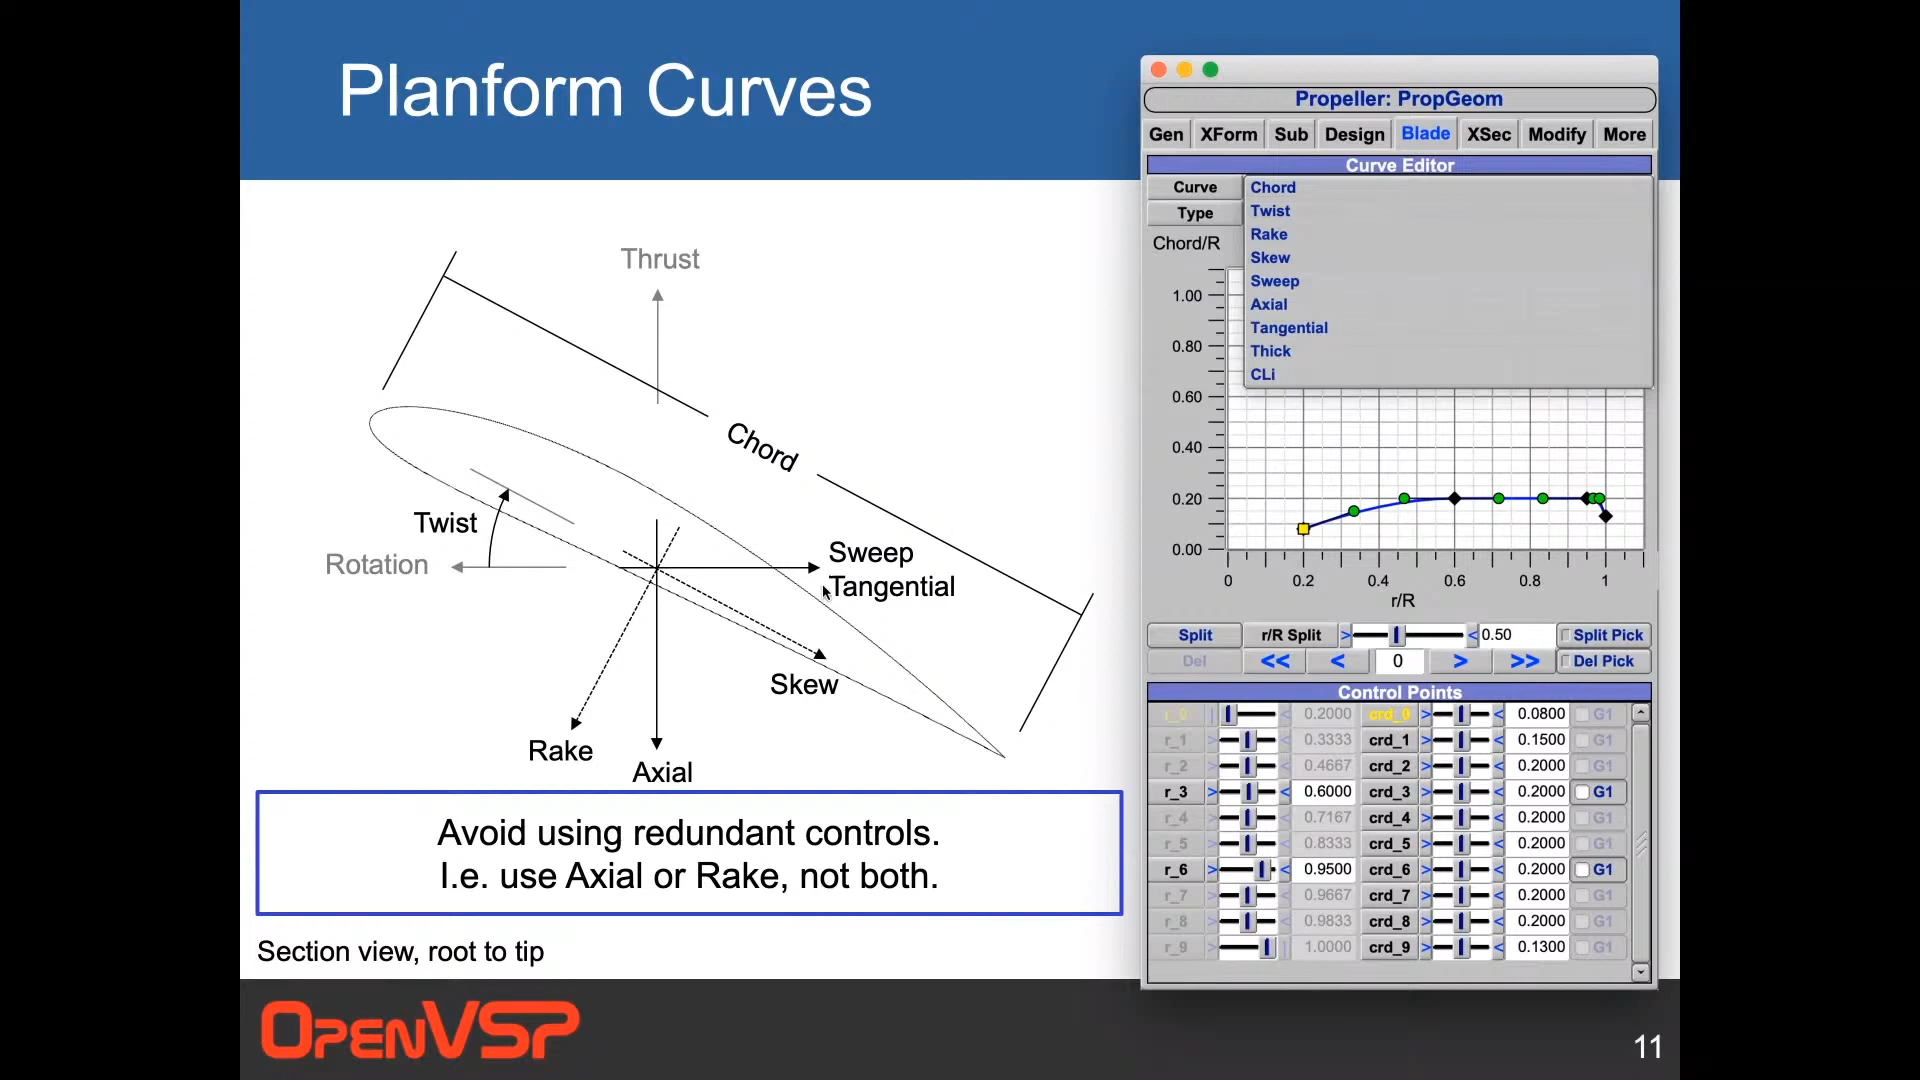 Planform Curves
Thrust
Chord
Twist
Rotation
Sweep
Tangential
Skew
Rake
Axial
Avoid using redundant controls.
I.e. use Axial or Rake, not both.
Section view, root to tip
OPENVSP
11
Propeller: PropGeom
Gen XForm Sub Design Blade XSec Modify More
Curve Editor
Curve
Type
Chord
Twist
Rake
Skew
Sweep
Axial
Tangential
Thick
CLi
Chord/R
1.00
0.80
0.60
0.40
0.20
0.00
0 0.2 0.4 0.6 0.8 1
r/R
Split r/R Split > < 0.50 Split Pick
Del << < 0 > >> Del Pick
Control Points
r_0 0.2000 crd_0 > < 0.0800 G1
r_1 > < 0.3333 crd_1 > < 0.1500 G1
r_2 > < 0.4667 crd_2 > < 0.2000 G1
r_3 > < 0.6000 crd_3 > < 0.2000 G1
r_4 > < 0.7167 crd_4 > < 0.2000 G1
r_5 > < 0.8333 crd_5 > < 0.2000 G1
r_6 > < 0.9500 crd_6 > < 0.2000 G1
r_7 > < 0.9667 crd_7 > < 0.2000 G1
r_8 > < 0.9833 crd_8 > < 0.2000 G1
r_9 > 1.0000 crd_9 > < 0.1300 G1